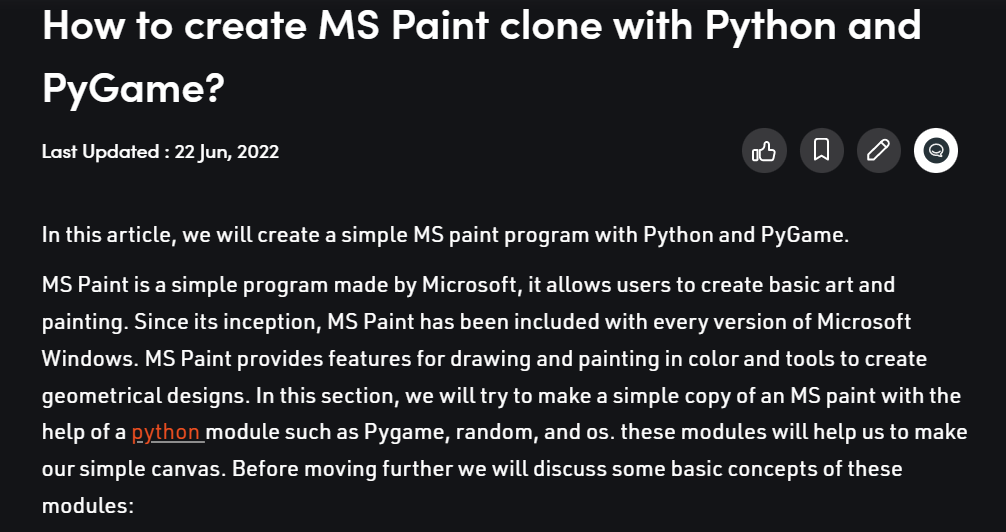 How to create MS Paint clone with Python and
PyGame?
Last Updated : 22 Jun, 2022
In this article, we will create a simple MS paint program with Python and PyGame.
MS Paint is a simple program made by Microsoft, it allows users to create basic art and
painting. Since its inception, MS Paint has been included with every version of Microsoft
Windows. MS Paint provides features for drawing and painting in color and tools to create
geometrical designs. In this section, we will try to make a simple copy of an MS paint with the
help of a python module such as Pygame, random, and os. these modules will help us to make
our simple canvas. Before moving further we will discuss some basic concepts of these
modules: